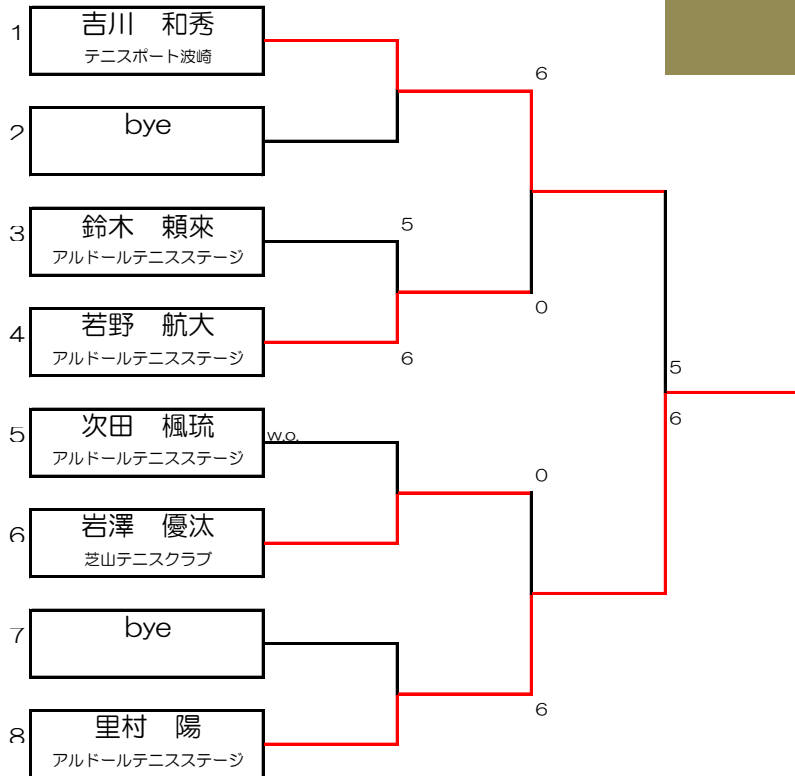 1
吉川　和秀
テニスポート波崎
6
2
bye
3
鈴木　頼來
アルドールテニスステージ
5
0
4
若野　航大
アルドールテニスステージ
6
5
6
5
次田　楓琉
アルドールテニスステージ
w.o.
0
6
岩澤　優汰
芝山テニスクラブ
7
bye
6
8
里村　陽
アルドールテニスステージ